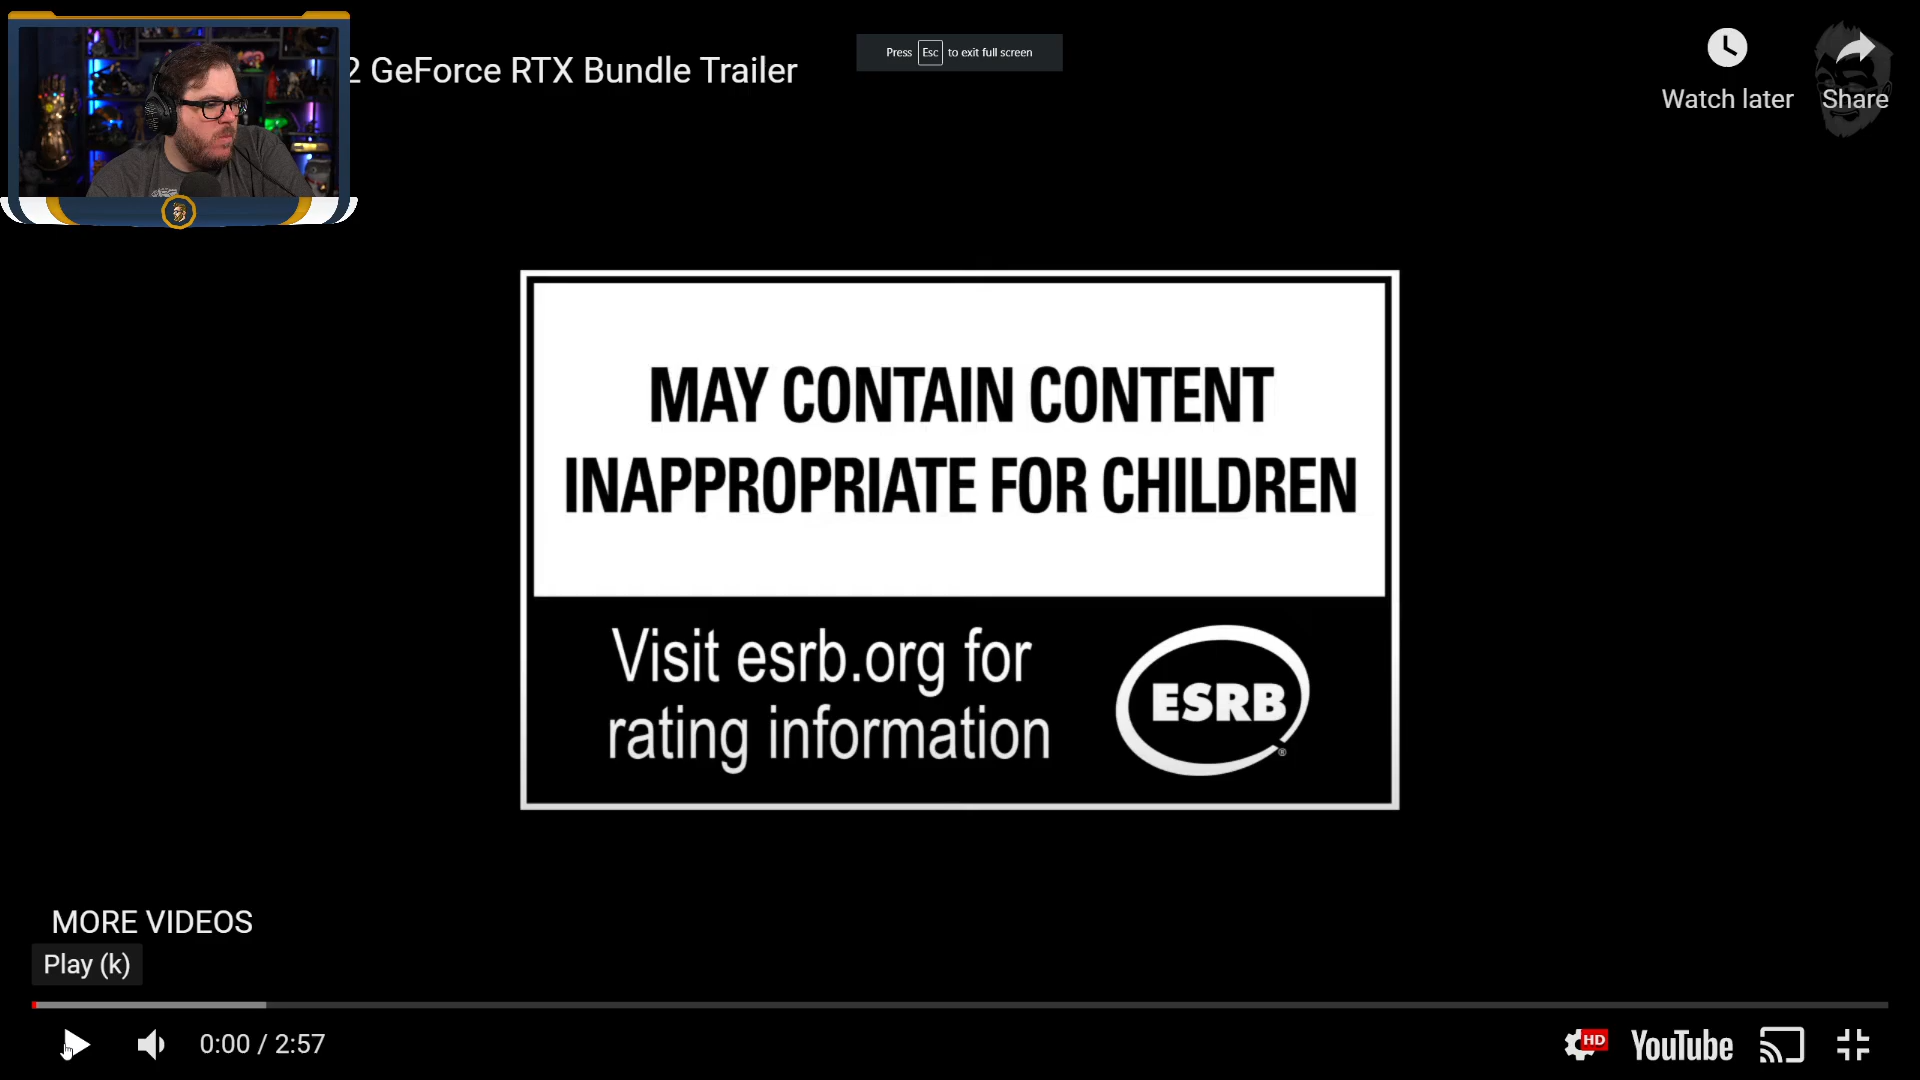 2 GeForce RTX Bundle Trailer
Press Esc to exit full screen
Watch later
Share
MAY CONTAIN CONTENT
INAPPROPRIATE FOR CHILDREN
Visit esrb.org for
rating information
ESRB
®
MORE VIDEOS
Play (k)
0:00 / 2:57
HD
YouTube